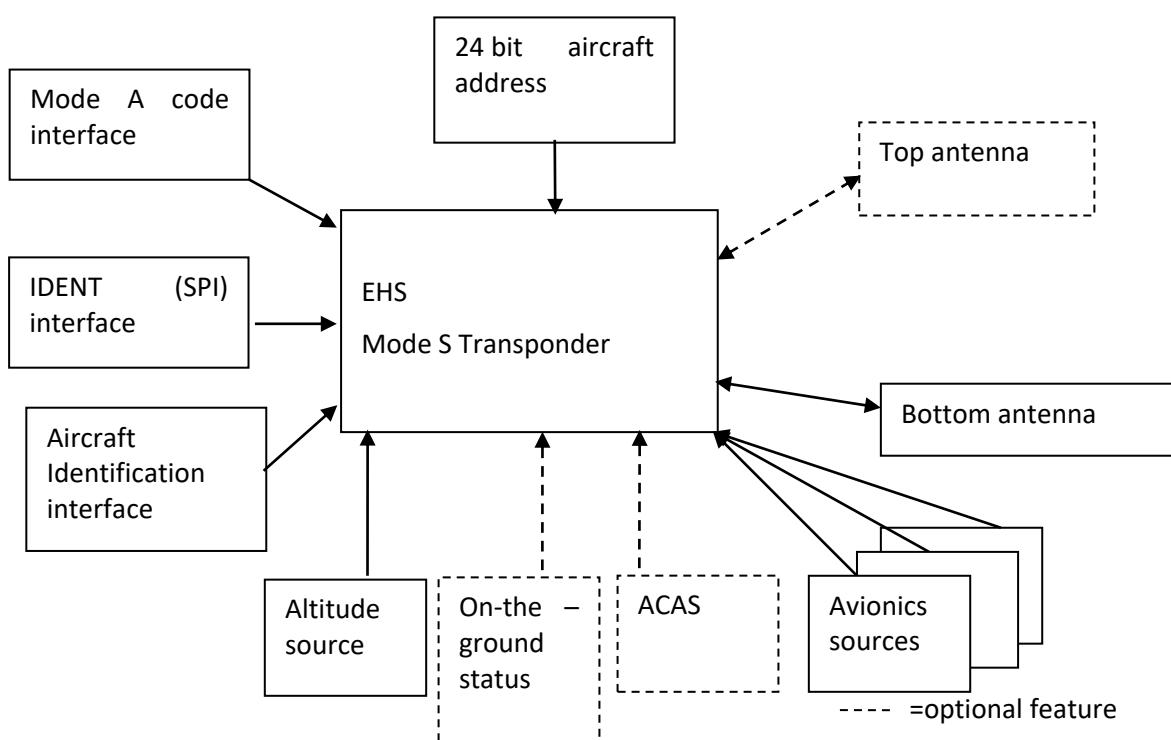 24 bit aircraft
address
Mode A code
interface
Top antenna
IDENT (SPI)
interface
EHS
Mode S Transponder
Bottom antenna
Aircraft
Identification
interface
Altitude
source
On-the –
ground
status
ACAS
Avionics
sources
=optional feature